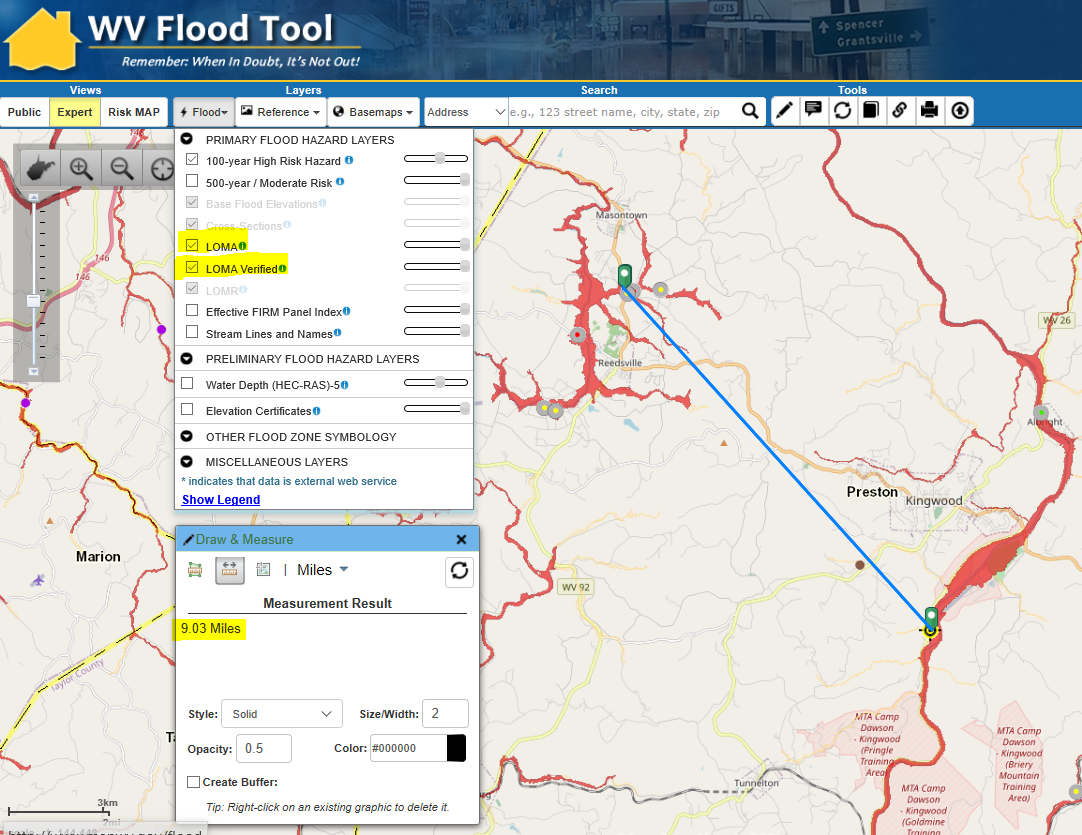 WV Flood Tool
Remember: When In Doubt, it's Not Out!
GIFTS
Spencer
Grantsville
Views
Layers
Search
Tools
Public
Expert
Risk MAP
Flood
Reference
Basemaps
Address
e.g., 123 street name, city, state, zip
PRIMARY FLOOD HAZARD LAYERS
100-year High Risk Hazard
500-year / Moderate Risk
Base Flood Elevations
Cross Sections
LOMA
LOMA Verified
LOMR
Effective FIRM Panel Index
Stream Lines and Names
PRELIMINARY FLOOD HAZARD LAYERS
Water Depth (HEC-RAS)-5
Elevation Certificates
OTHER FLOOD ZONE SYMBOLOGY
MISCELLANEOUS LAYERS
* indicates that data is external web service
Show Legend
Draw & Measure
| Miles
Measurement Result
9.03 Miles
Style: Solid
Size/Width: 2
Opacity: 0.5
Color: #000000
Create Buffer:
Tip: Right-click on an existing graphic to delete it.
146
146
Marion
Taylor County
Ta
3km
2mi
Masontown
Reedsville
WV 26
Albright
Preston
Kingwood
WV 92
Tunnelton
MTA Camp
Dawson
- Kingwood
(Pringle
Training
Area)
MTA Camp
Dawson
- Kingwood
(Briery
Mountain
Training
Area)
MTA Camp
Dawson
- Kingwood
(Goldmine
Training